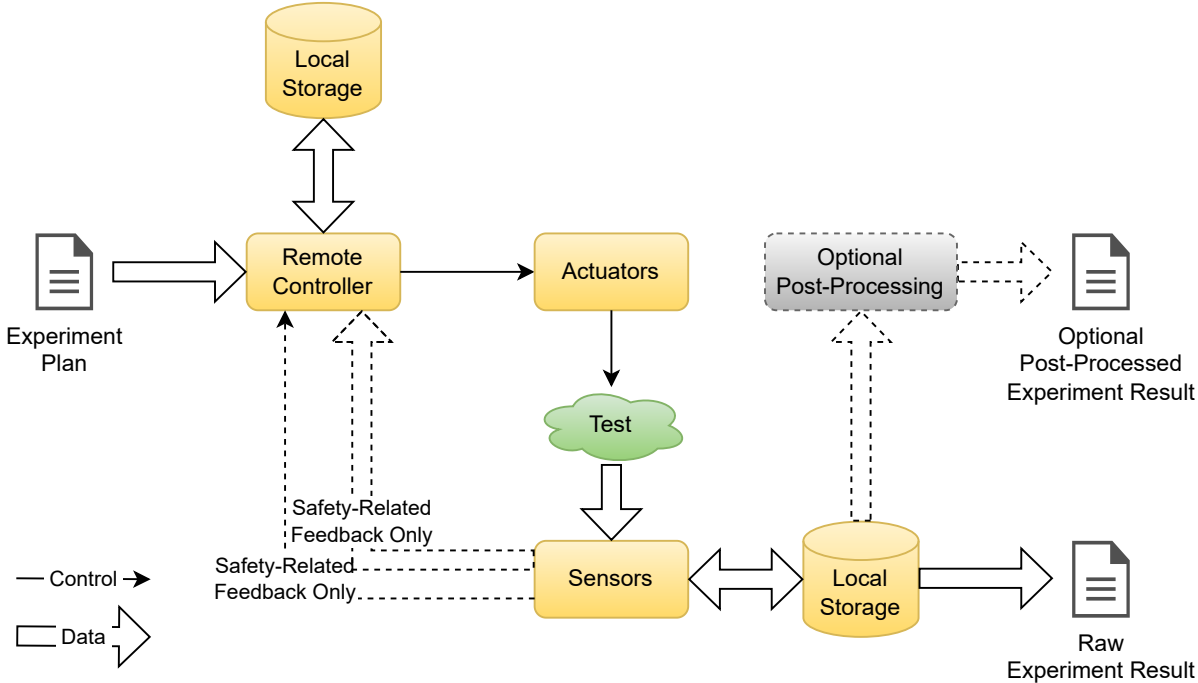 Local
Storage
Remote
Controller
Actuators
Optional
Post-Processing
Experiment
Plan
Optional
Post-Processed
Experiment Result
Test
Safety-Related
Feedback Only
Safety-Related
Feedback Only
Sensors
Local
Storage
Control
Data
Raw
Experiment Result